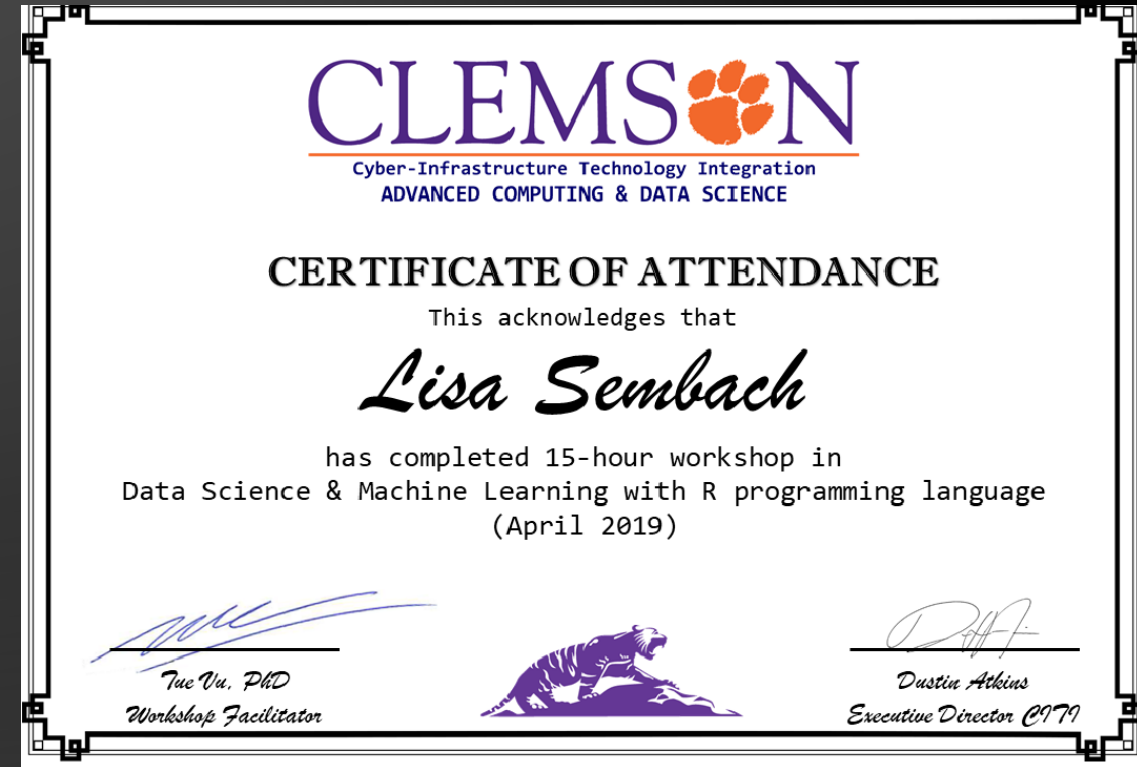 CLEMSON
Cyber-Infrastructure Technology Integration
ADVANCED COMPUTING & DATA SCIENCE
CERTIFICATE OF ATTENDANCE
This acknowledges that
Lisa Sembach
has completed 15-hour workshop in
Data Science & Machine Learning with R programming language
(April 2019)
Tue Vu, PhD
Workshop Facilitator
Dustin Atkins
Executive Director CITI